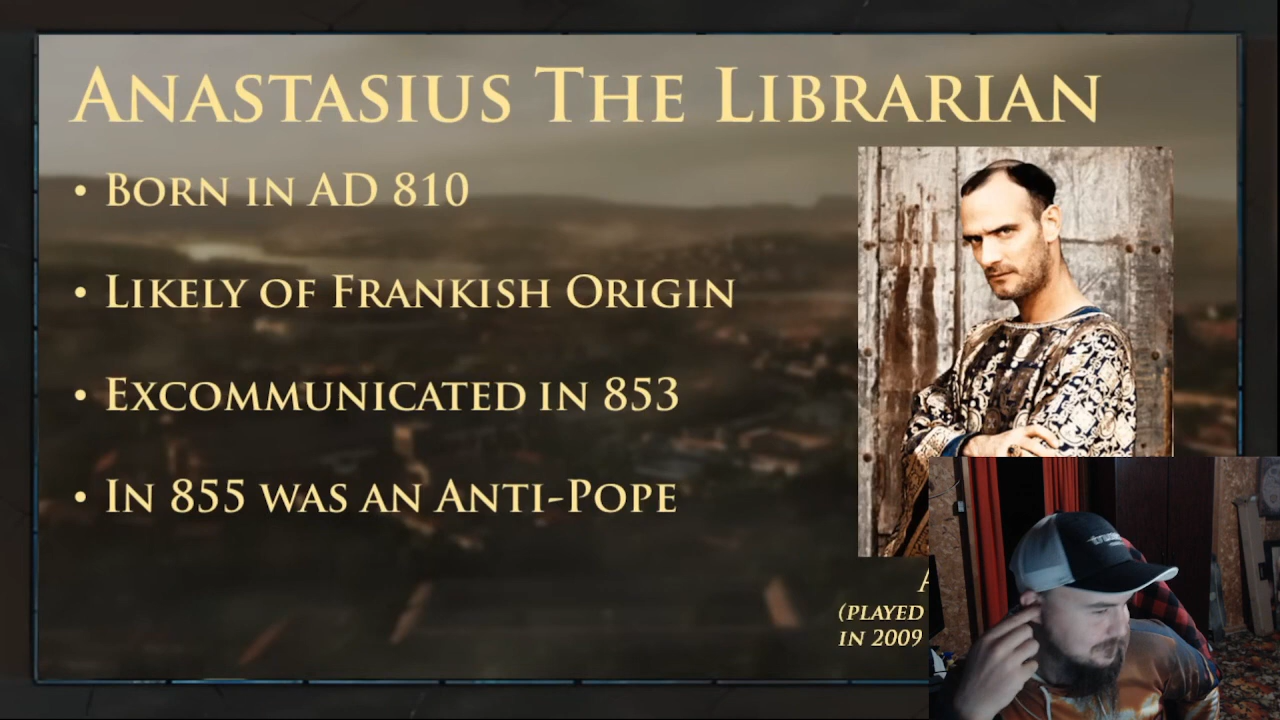 Anastasius The Librarian
• Born in AD 810
• Likely of Frankish Origin
• Excommunicated in 853
• In 855 was an Anti-Pope
(played
in 2009